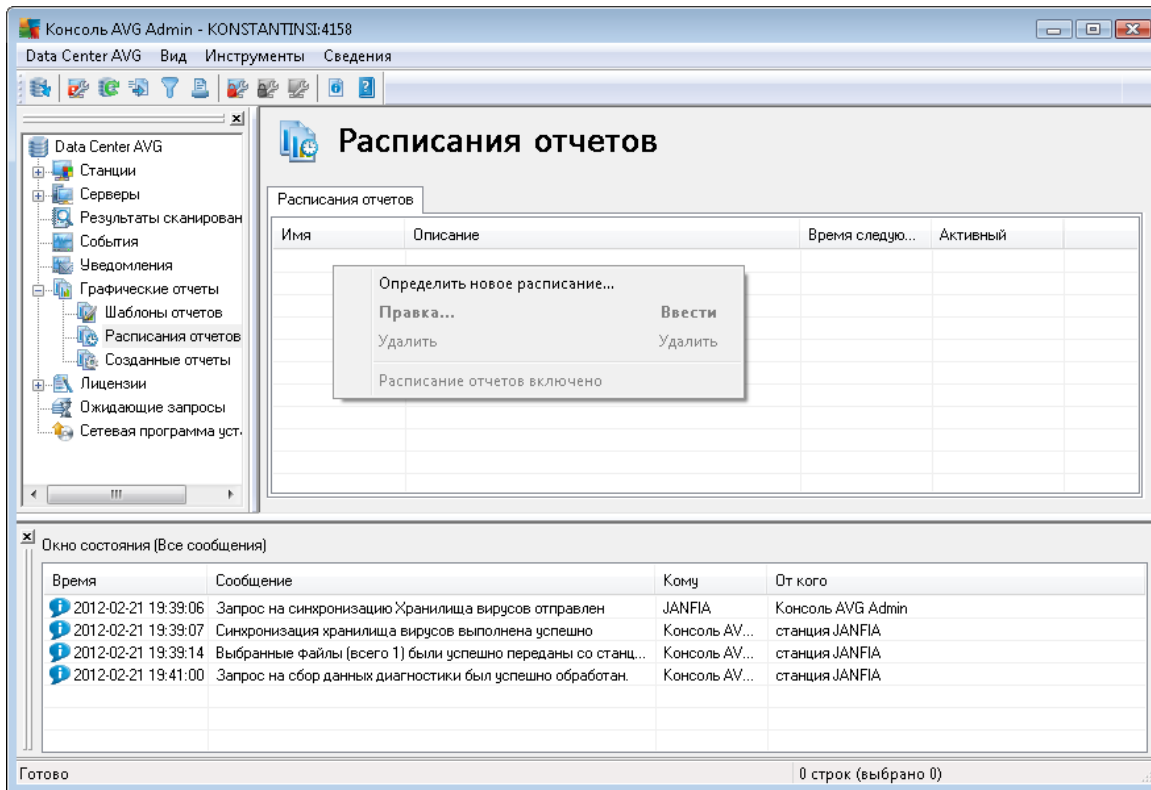 Консоль AVG Admin - KONSTANTINSI:4158
Data Center AVG Вид Инструменты Сведения
Data Center AVG
Станции
Серверы
Результаты сканирован
События
Уведомления
Графические отчеты
Шаблоны отчетов
Расписания отчетов
Созданные отчеты
Лицензии
Ожидающие запросы
Сетевая программа уст.
Расписания отчетов
Расписания отчетов
Имя Описание Время следую... Активный
Определить новое расписание...
Правка... Ввести
Удалить Удалить
Расписание отчетов включено
Окно состояния (Все сообщения)
Время Сообщение Кому От кого
2012-02-21 19:39:06 Запрос на синхронизацию Хранилища вирусов отправлен JANFIA Консоль AVG Admin
2012-02-21 19:39:07 Синхронизация хранилища вирусов выполнена успешно Консоль AV... станция JANFIA
2012-02-21 19:39:14 Выбранные файлы (всего 1) были успешно переданы со станц... Консоль AV... станция JANFIA
2012-02-21 19:41:00 Запрос на сбор данных диагностики был успешно обработан. Консоль AV... станция JANFIA
Готово 0 строк (выбрано 0)